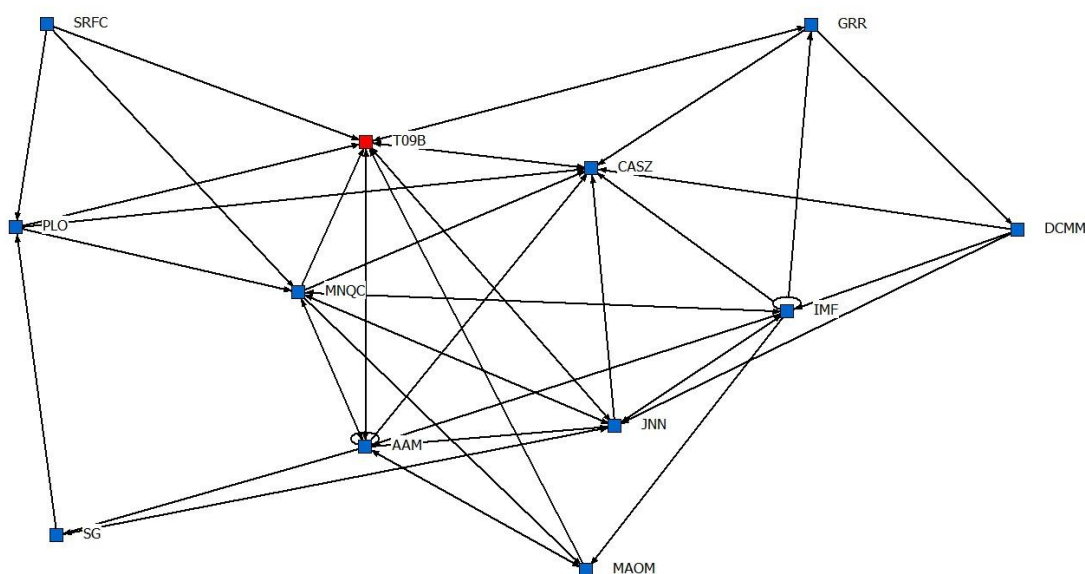 SRFC
GRR
T09B
CASZ
PLO
DCMM
MNQC
IMF
JNN
AAM
SG
MAOM